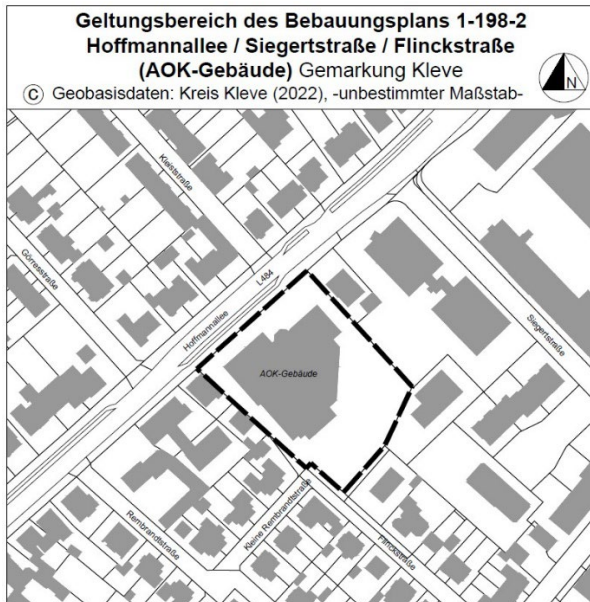 Geltungsbereich des Bebauungsplans 1-198-2
Hoffmannallee / Siegertstraße / Flinckstraße
(AOK-Gebäude) Gemarkung Kleve
© Geobasisdaten: Kreis Kleve (2022), -unbestimmter Maßstab-
N
Kleiststraße
Görresstraße
L484
Hoffmannallee
Siegertstraße
AOK-Gebäude
Rembrandtstraße
Kleine Rembrandtstraße
Flinckstraße